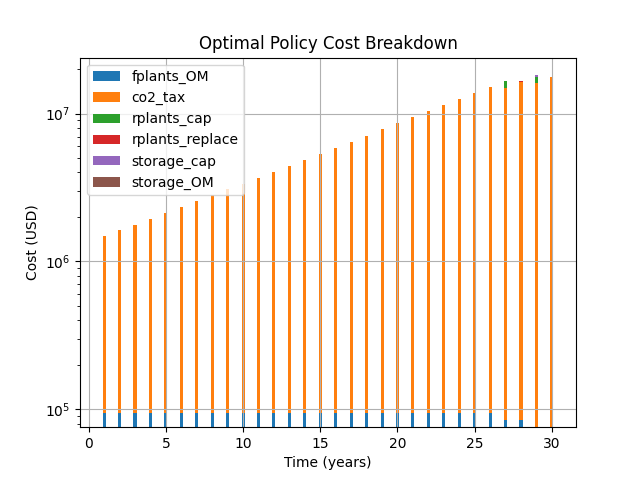 Optimal Policy Cost Breakdown
fplants_OM
co2_tax
rplants_cap
rplants_replace
storage_cap
storage_OM
10^7
10^6
10^5
Cost (USD)
0 5 10 15 20 25 30
Time (years)